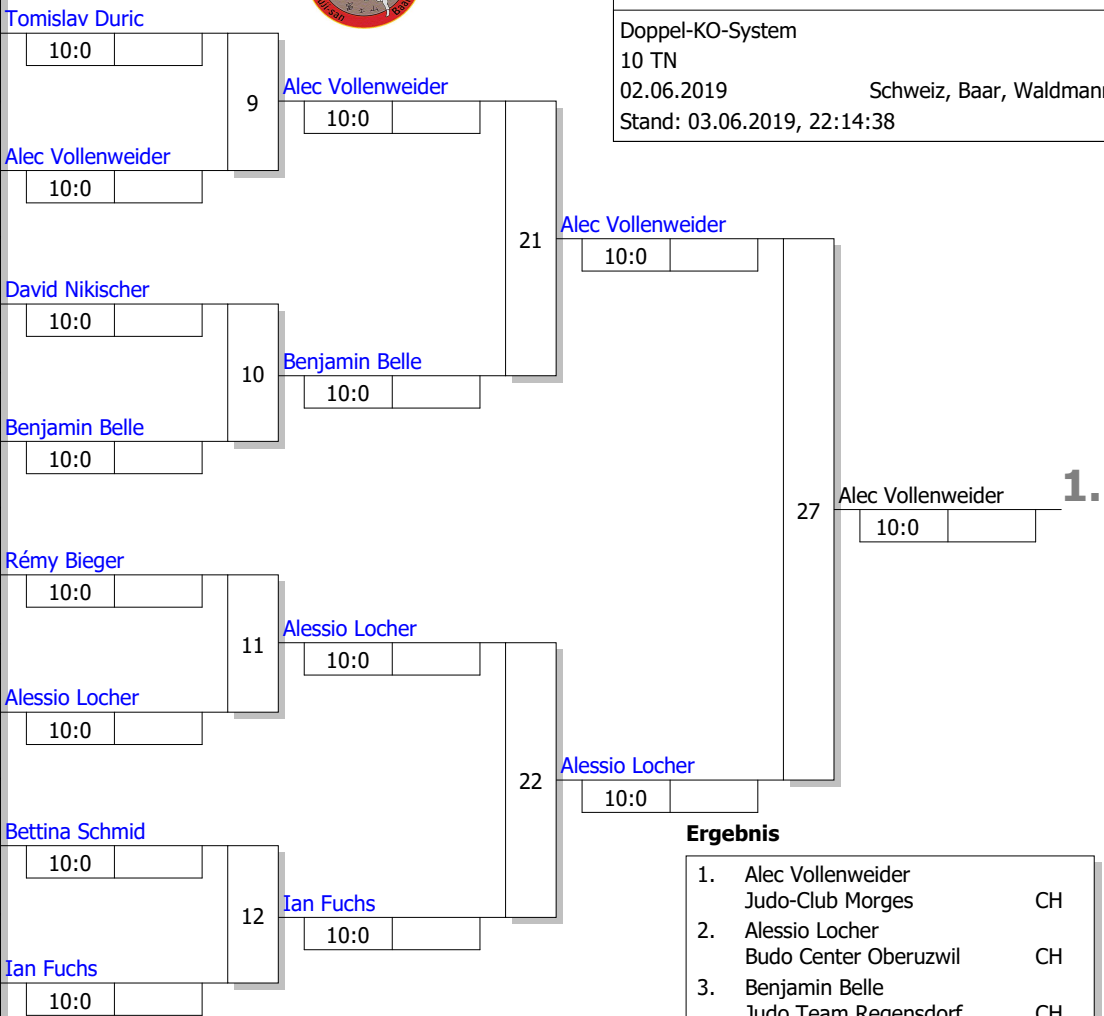 Tomislav Duric
10:0
9
Alec Vollenweider
10:0
Alec Vollenweider
10:0
21
Alec Vollenweider
10:0
David Nikischer
10:0
10
Benjamin Belle
10:0
Benjamin Belle
10:0
27
Alec Vollenweider 1.
10:0
Rémy Bieger
10:0
11
Alessio Locher
10:0
Alessio Locher
10:0
22
Alessio Locher
10:0
Bettina Schmid
10:0
12
Ian Fuchs
10:0
Ian Fuchs
10:0
Doppel-KO-System
10 TN
02.06.2019 Schweiz, Baar, Waldmann
Stand: 03.06.2019, 22:14:38
Ergebnis
1. Alec Vollenweider
Judo-Club Morges CH
2. Alessio Locher
Budo Center Oberuzwil CH
3. Benjamin Belle
Judo Team Regensdorf CH